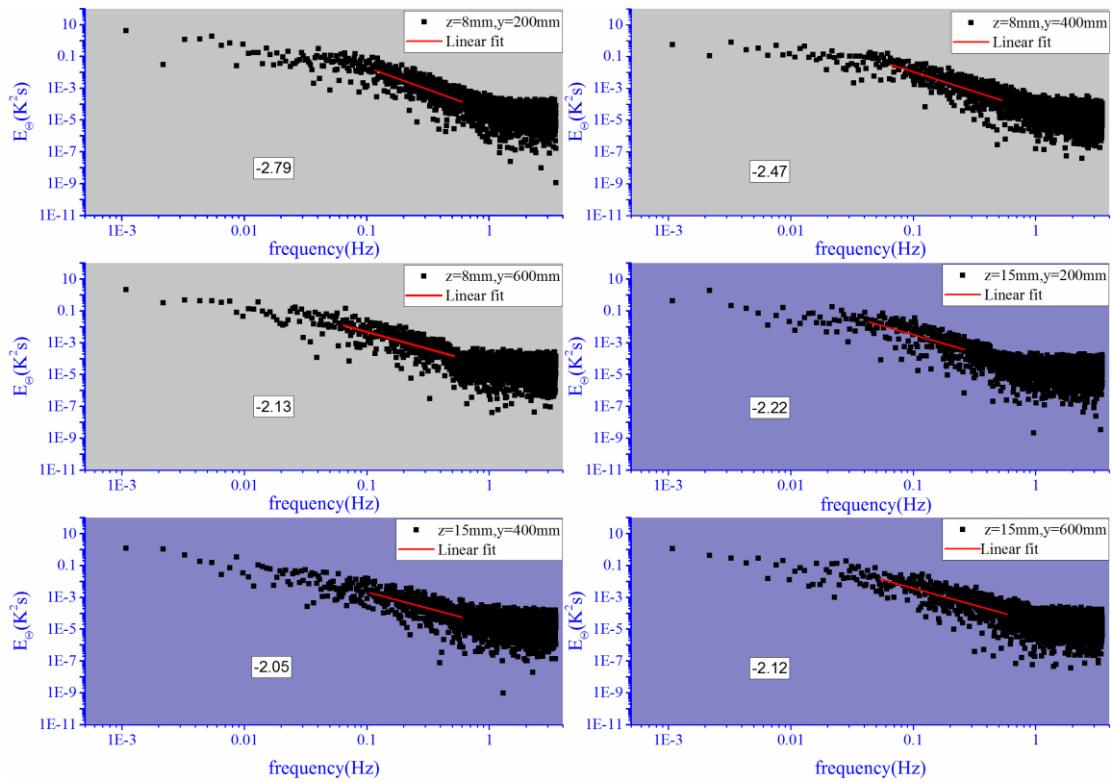 10
0.1
1E-3
1E-5
1E-7
1E-9
1E-11
E_Θ(K²s)
z=8mm,y=200mm
Linear fit
-2.79
1E-3 0.01 0.1 1
frequency(Hz)
10
0.1
1E-3
1E-5
1E-7
1E-9
1E-11
E_Θ(K²s)
z=8mm,y=400mm
Linear fit
-2.47
1E-3 0.01 0.1 1
frequency(Hz)
10
0.1
1E-3
1E-5
1E-7
1E-9
1E-11
E_Θ(K²s)
z=8mm,y=600mm
Linear fit
-2.13
1E-3 0.01 0.1 1
frequency(Hz)
10
0.1
1E-3
1E-5
1E-7
1E-9
1E-11
E_Θ(K²s)
z=15mm,y=200mm
Linear fit
-2.22
1E-3 0.01 0.1 1
frequency(Hz)
10
0.1
1E-3
1E-5
1E-7
1E-9
1E-11
E_Θ(K²s)
z=15mm,y=400mm
Linear fit
-2.05
1E-3 0.01 0.1 1
frequency(Hz)
10
0.1
1E-3
1E-5
1E-7
1E-9
1E-11
E_Θ(K²s)
z=15mm,y=600mm
Linear fit
-2.12
1E-3 0.01 0.1 1
frequency(Hz)